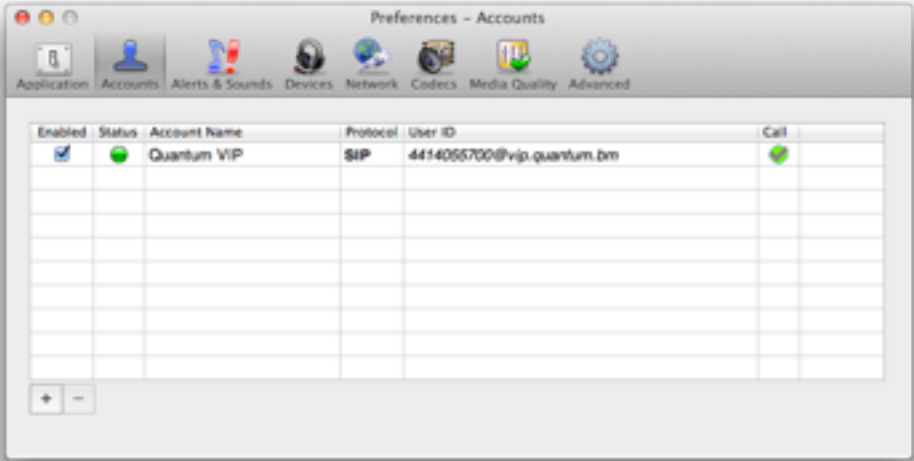 Preferences – Accounts
Application Accounts Alerts & Sounds Devices Network Codecs Media Quality Advanced
Enabled Status Account Name Protocol User ID Call
Quantum VIP SIP 4414055700@vip.quantum.bm
+ −